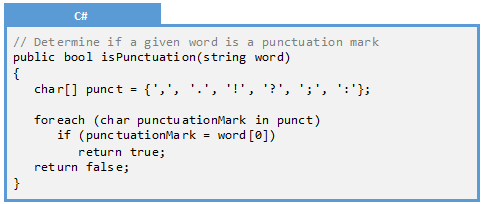 C#
// Determine if a given word is a punctuation mark
public bool isPunctuation(string word)
{
char[] punct = {',', '.', '!', '?', ';', ':'};
foreach (char punctuationMark in punct)
if (punctuationMark = word[0])
return true;
return false;
}